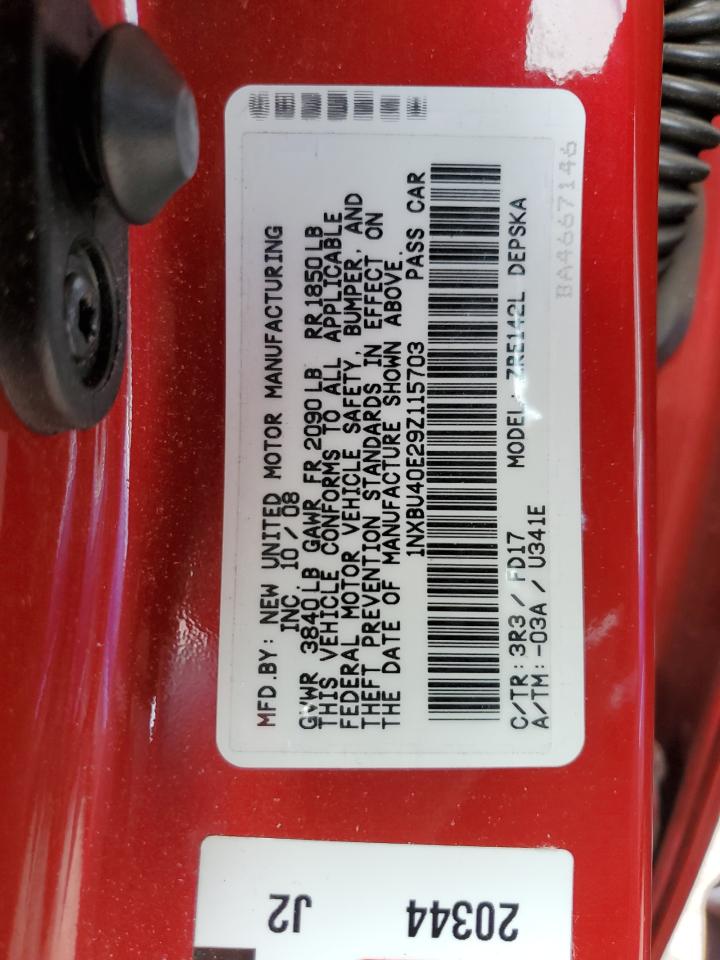 MFD.BY: NEW UNITED MOTOR MANUFACTURING
INC. 10/08
GVWR 3840LB GAWR FR 2090LB RR1850LB
THIS VEHICLE CONFORMS TO ALL APPLICABLE
FEDERAL MOTOR VEHICLE SAFETY, BUMPER, AND
THEFT PREVENTION STANDARDS IN EFFECT ON
THE DATE OF MANUFACTURE SHOWN ABOVE.
1NXBU40E29Z115703 PASS CAR
C/TR: 3R3/FD17 MODEL: ZRE142L DEPSKA
A/TM: -03A/U341E
BA4667146
20344
J2